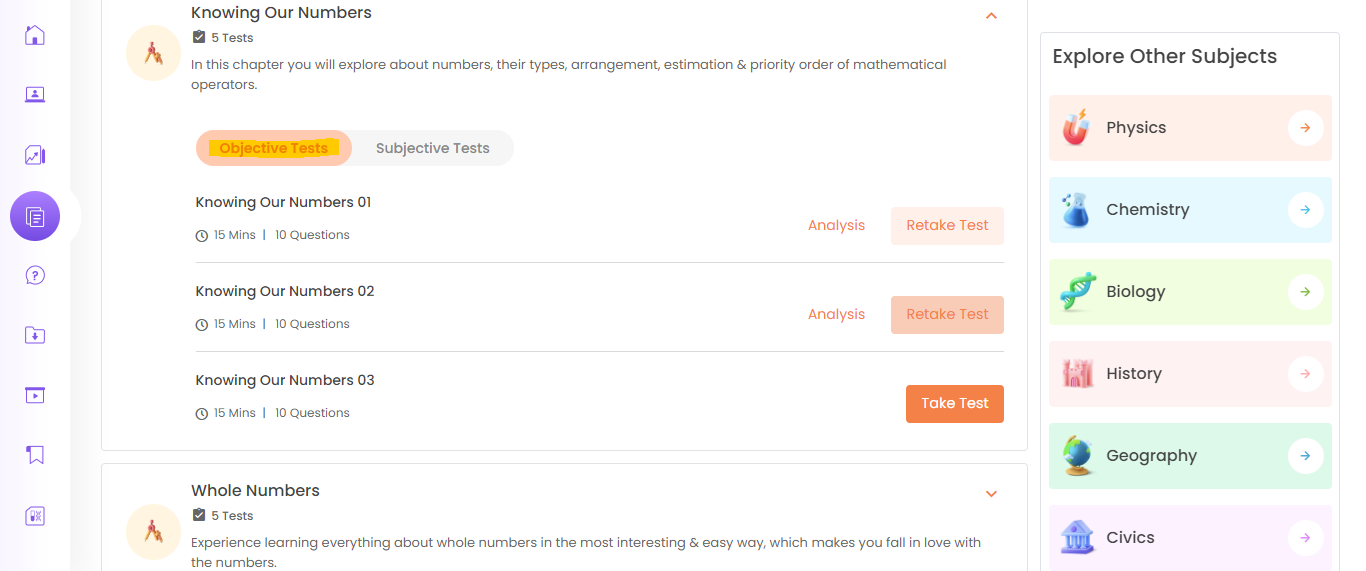 Knowing Our Numbers
5 Tests
In this chapter you will explore about numbers, their types, arrangement, estimation & priority order of mathematical
operators.
Objective Tests
Subjective Tests
Knowing Our Numbers 01
15 Mins | 10 Questions
Analysis
Retake Test
Knowing Our Numbers 02
15 Mins | 10 Questions
Analysis
Retake Test
Knowing Our Numbers 03
15 Mins | 10 Questions
Take Test
Whole Numbers
5 Tests
Experience learning everything about whole numbers in the most interesting & easy way, which makes you fall in love with
the numbers.
Explore Other Subjects
Physics
Chemistry
Biology
History
Geography
Civics